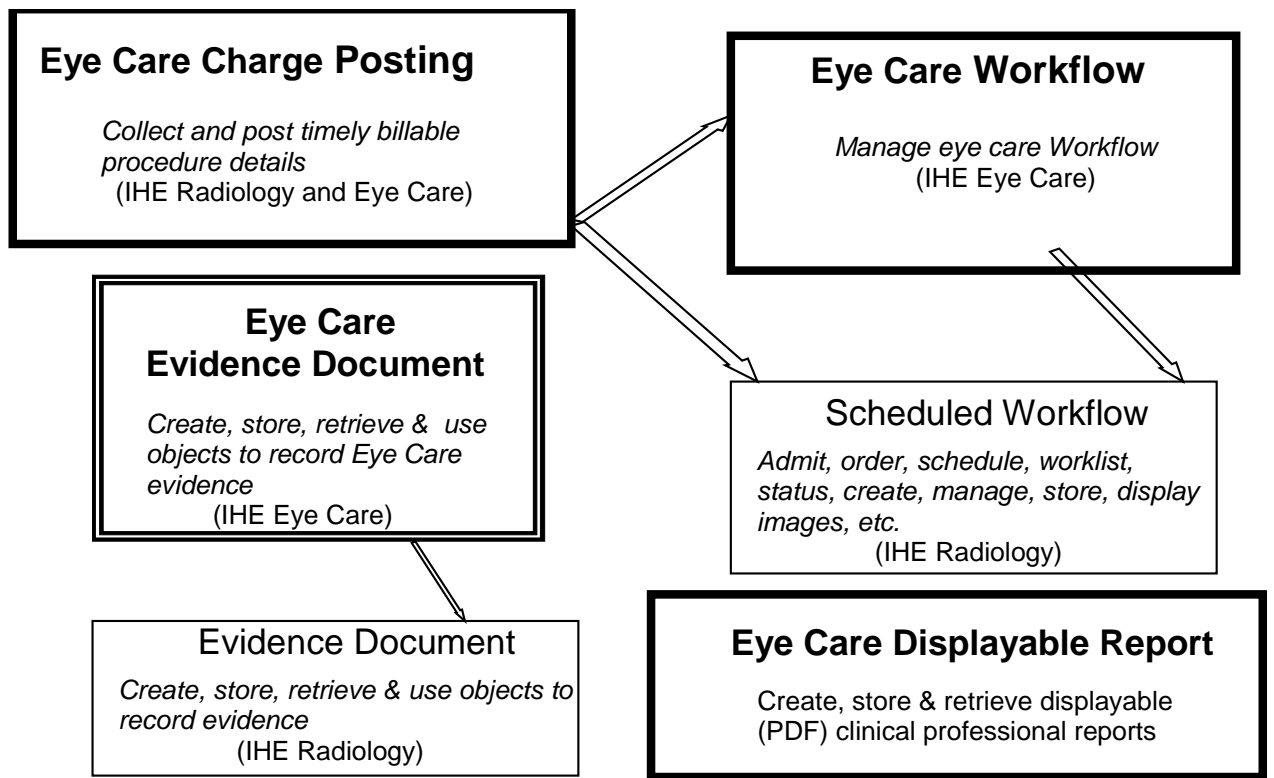 Eye Care Charge Posting
Collect and post timely billable
procedure details
(IHE Radiology and Eye Care)
Eye Care Workflow
Manage eye care Workflow
(IHE Eye Care)
Eye Care
Evidence Document
Create, store, retrieve & use
objects to record Eye Care
evidence
(IHE Eye Care)
Scheduled Workflow
Admit, order, schedule, worklist,
status, create, manage, store, display
images, etc.
(IHE Radiology)
Evidence Document
Create, store, retrieve & use objects to
record evidence
(IHE Radiology)
Eye Care Displayable Report
Create, store & retrieve displayable
(PDF) clinical professional reports